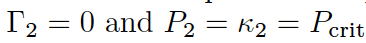 Γ₂ = 0 and P₂ = κ₂ = P_crit